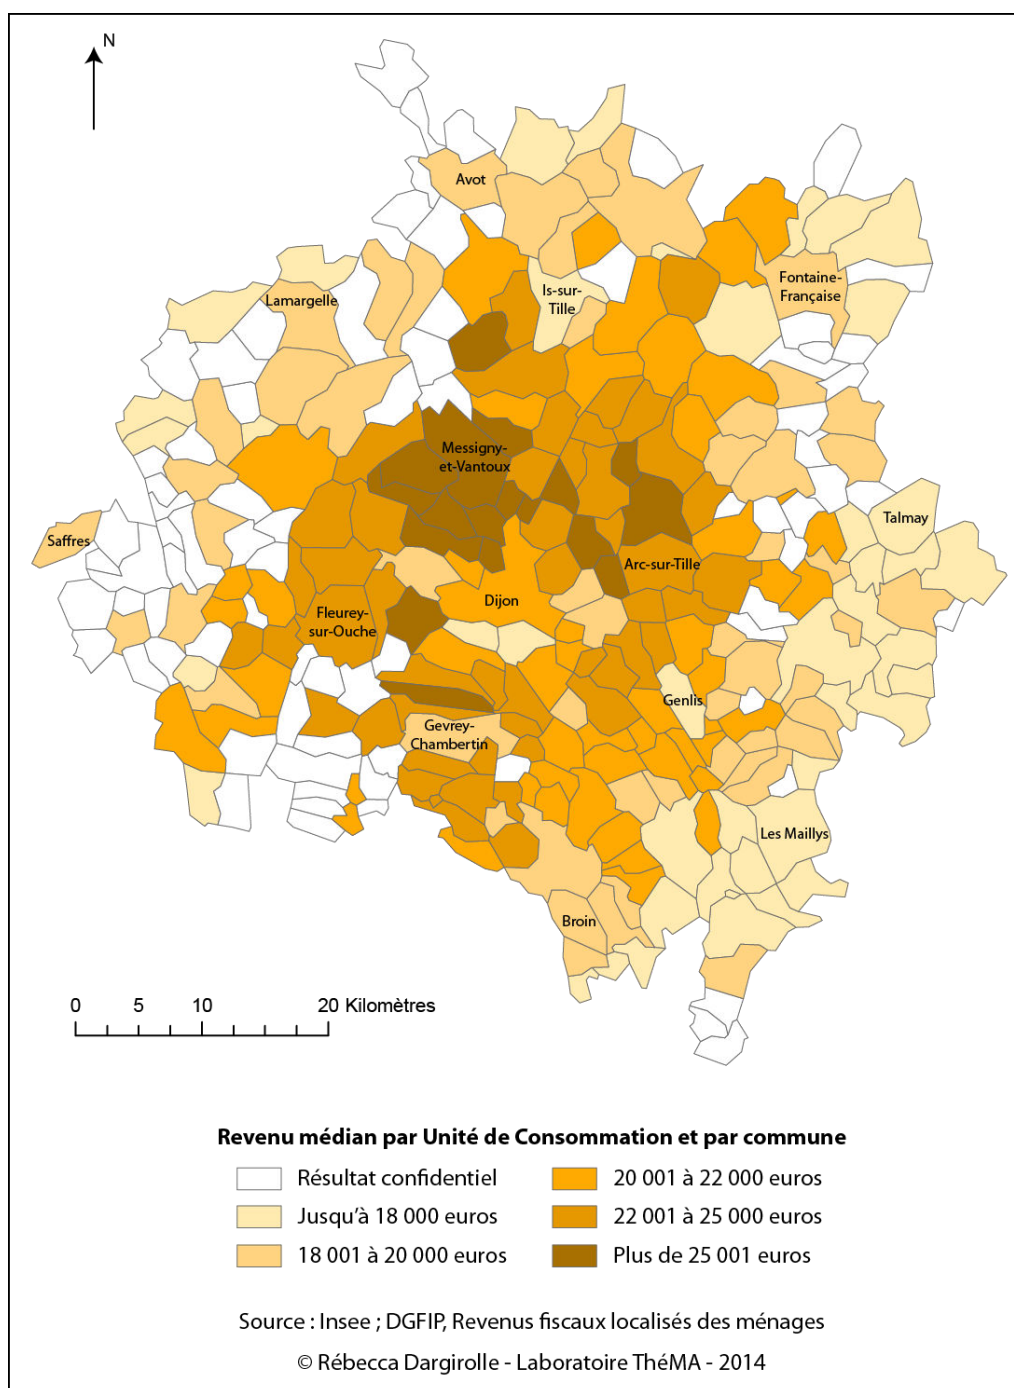 N
Avot
Is-sur-
Tille
Fontaine-
Française
Lamargelle
Messigny-
et-Vantoux
Talmay
Saffres
Arc-sur-Tille
Dijon
Fleurey-
sur-Ouche
Genlis
Gevrey-
Chambertin
Les Maillys
Broin
0 5 10 20 Kilomètres
Revenu médian par Unité de Consommation et par commune
Résultat confidentiel
Jusqu'à 18 000 euros
18 001 à 20 000 euros
20 001 à 22 000 euros
22 001 à 25 000 euros
Plus de 25 001 euros
Source : Insee ; DGFIP, Revenus fiscaux localisés des ménages
© Rébecca Dargirolle - Laboratoire ThéMA - 2014